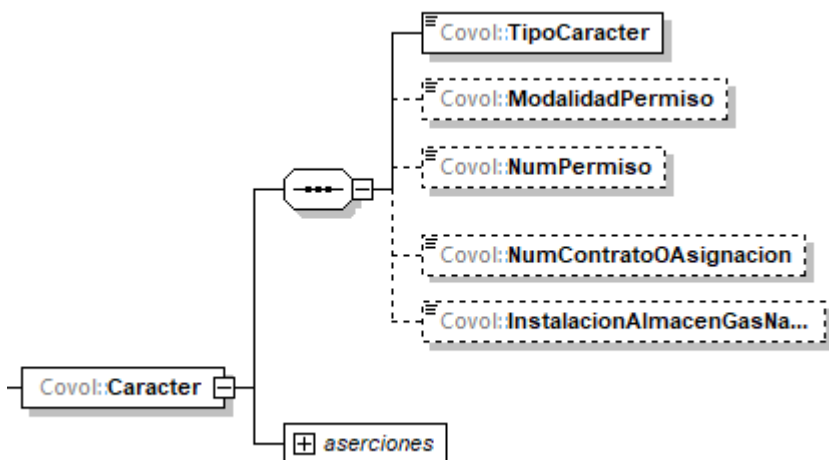 Covol::TipoCaracter
Covol::ModalidadPermiso
Covol::NumPermiso
Covol::NumContratoOAsignacion
Covol::InstalacionAlmacenGasNa...
Covol::Caracter
aserciones